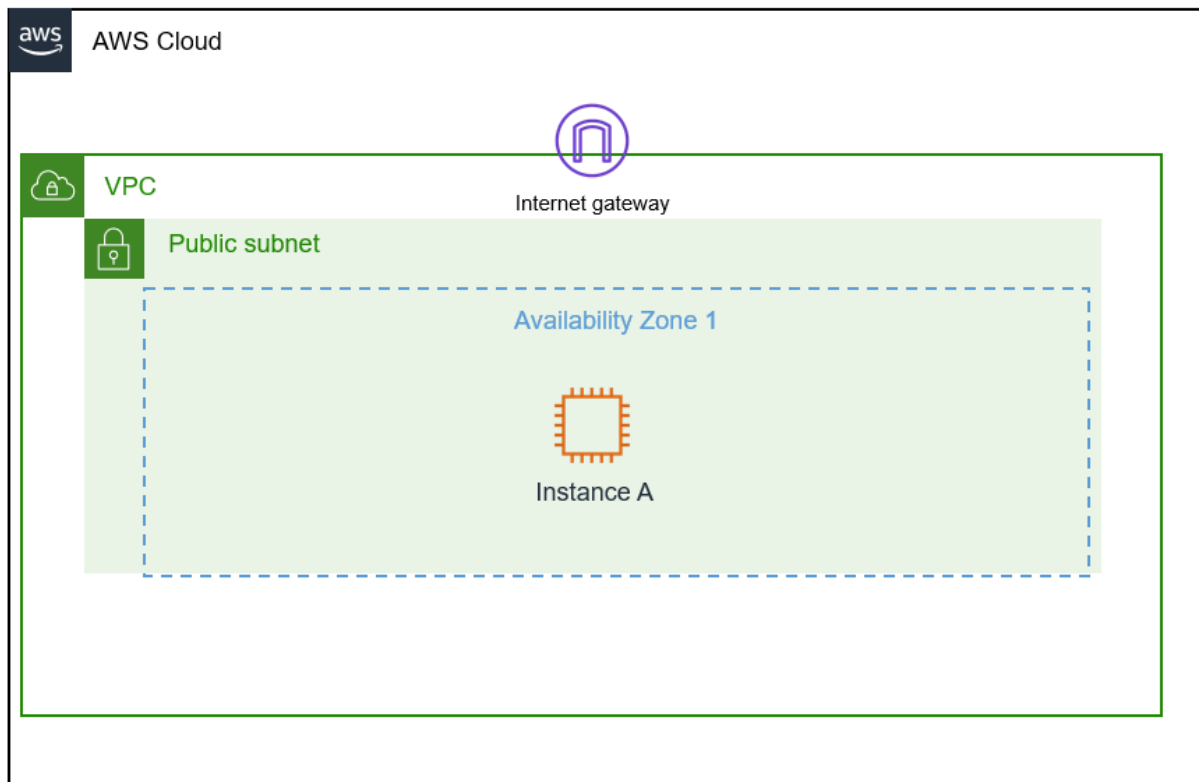 aws
AWS Cloud
Internet gateway
VPC
Public subnet
Availability Zone 1
Instance A